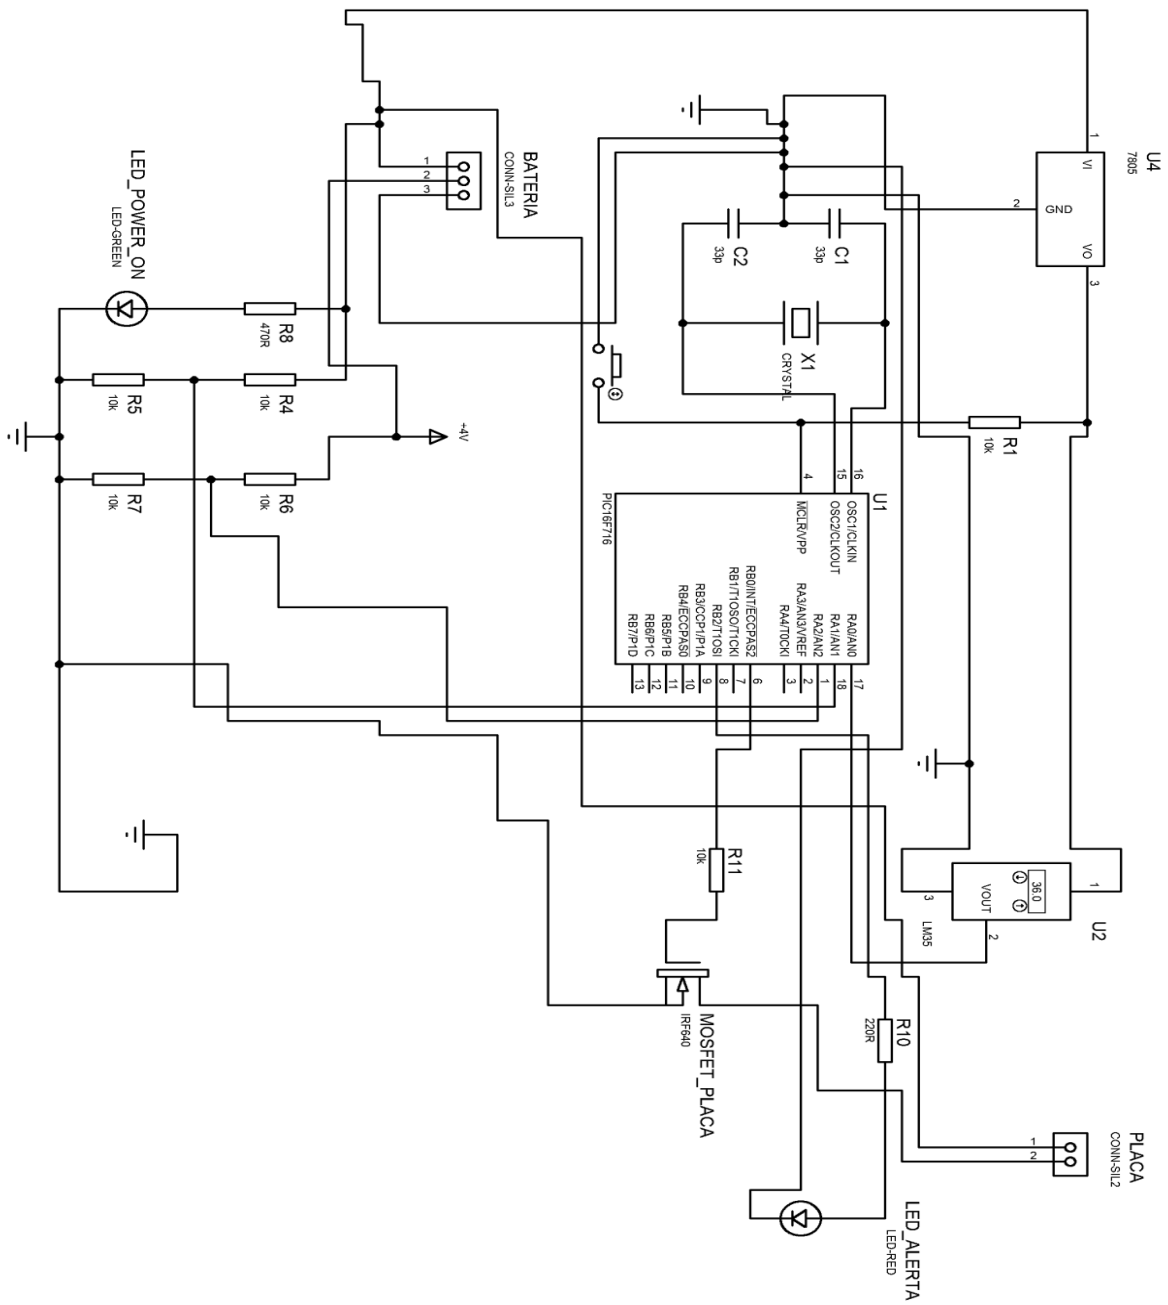 U4
7805
1
VI
2
GND
VO
3
BATERIA
CONN-SIL3
1
2
3
LED_POWER_ON
LED-GREEN
C2
33p
C1
33p
R8
470R
X1
CRYSTAL
R5
10k
R4
10k
+4V
R1
10k
R7
10k
R6
10k
U1
PIC16F716
4
15
16
MCLR/VPP
OSC2/CLKOUT
OSC1/CLKIN
RB7/P1D
RB6/P1C
RB5/P1B
RB4/ECCPAS0
RB3/CCP1/P1A
RB2/T1OSI
RB1/T1OSO/T1CKI
RB0/INT/ECCPAS2
RA4/T0CKI
RA3/AN3/VREF
RA2/AN2
RA1/AN1
RA0/AN0
13
12
11
10
9
8
7
6
3
2
1
18
17
R11
10k
36.0
VOUT
1
3
2
U2
LM35
MOSFET_PLACA
IRF640
R10
220R
PLACA
CONN-SIL2
1
2
LED_ALERTA
LED-RED